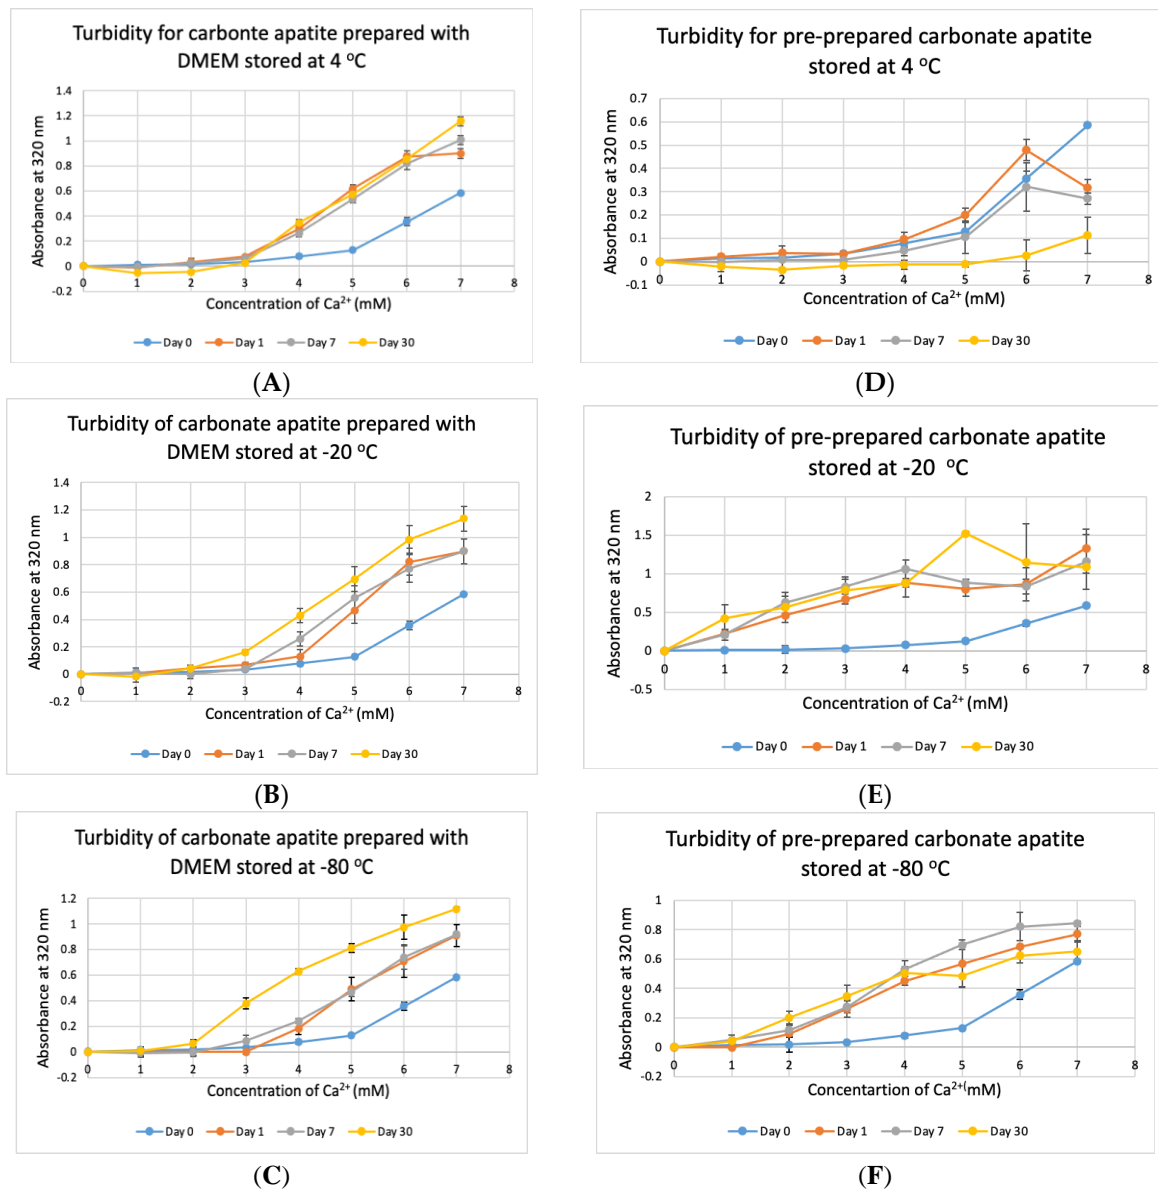 Turbidity for carbonte apatite prepared with
DMEM stored at 4 ºC
Absorbance at 320 nm
1.4
1.2
1
0.8
0.6
0.4
0.2
0
-0.2
0 1 2 3 4 5 6 7 8
Concentration of Ca²⁺ (mM)
Day 0 Day 1 Day 7 Day 30
(A)
Turbidity for pre-prepared carbonate apatite
stored at 4 ºC
Absorbance at 320 nm
0.7
0.6
0.5
0.4
0.3
0.2
0.1
0
-0.1
0 1 2 3 4 5 6 7 8
Concentration of Ca²⁺ (mM)
Day 0 Day 1 Day 7 Day 30
(D)
Turbidity of carbonate apatite prepared with
DMEM stored at -20 ºC
Absorbance at 320 nm
1.4
1.2
1
0.8
0.6
0.4
0.2
0
-0.2
0 1 2 3 4 5 6 7 8
Concentration of Ca²⁺ (mM)
Day 0 Day 1 Day 7 Day 30
(B)
Turbidity of pre-prepared carbonate apatite
stored at -20 ºC
Absorbance at 320 nm
2
1.5
1
0.5
0
-0.5
0 1 2 3 4 5 6 7 8
Concentration of Ca²⁺ (mM)
Day 0 Day 1 Day 7 Day 30
(E)
Turbidity of carbonate apatite prepared with
DMEM stored at -80 ºC
Absorbance at 320 nm
1.2
1
0.8
0.6
0.4
0.2
0
-0.2
0 1 2 3 4 5 6 7 8
Concentration of Ca²⁺ (mM)
Day 0 Day 1 Day 7 Day 30
(C)
Turbidity of pre-prepared carbonate apatite
stored at -80 ºC
Absorbance at 320 nm
1
0.8
0.6
0.4
0.2
0
-0.2
0 1 2 3 4 5 6 7 8
Concentartion of Ca²⁺⁽mM)
Day 0 Day 1 Day 7 Day 30
(F)